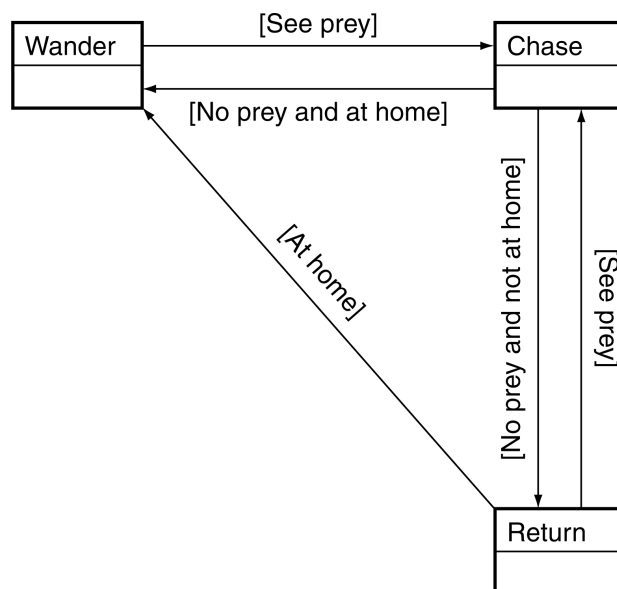 Wander
[See prey]
Chase
[No prey and at home]
[At home]
[No prey and not at home]
[See prey]
Return